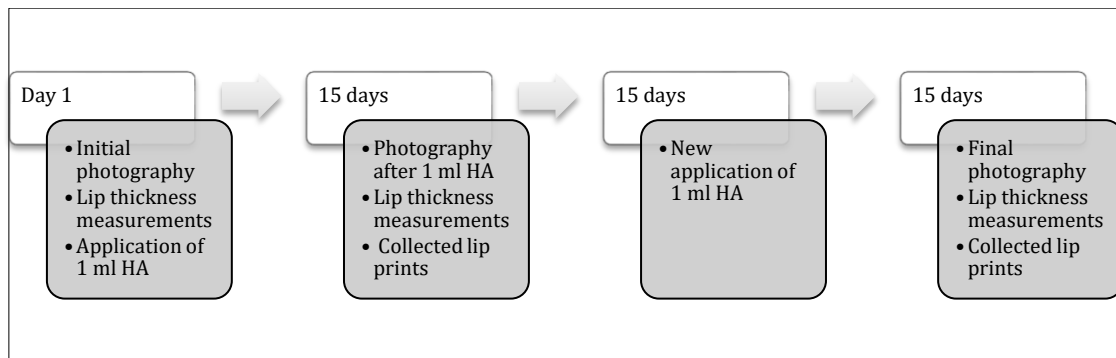 Day 1
• Initial
photography
• Lip thickness
measurements
• Application of
1 ml HA
15 days
• Photography
after 1 ml HA
• Lip thickness
measurements
• Collected lip
prints
15 days
• New
application of
1 ml HA
15 days
• Final
photography
• Lip thickness
measurements
• Collected lip
prints